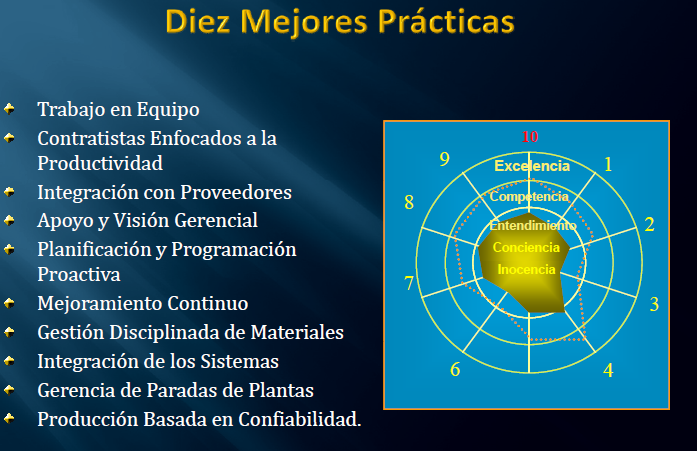 Diez Mejores Prácticas
Trabajo en Equipo
Contratistas Enfocados a la
Productividad
Integración con Proveedores
Apoyo y Visión Gerencial
Planificación y Programación
Proactiva
Mejoramiento Continuo
Gestión Disciplinada de Materiales
Integración de los Sistemas
Gerencia de Paradas de Plantas
Producción Basada en Confiabilidad.
10
9
1
Excelencia
Competencia
8
2
Entendimiento
Conciencia
Inocencia
7
3
6
4